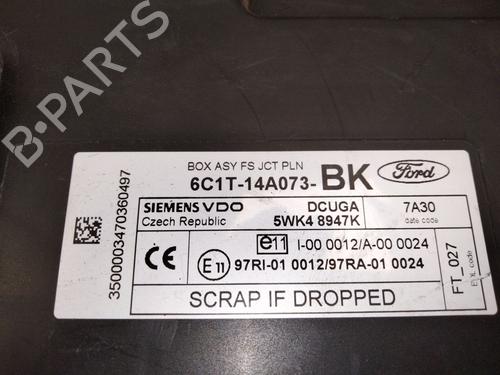 B-PARTS
BOX ASY FS JCT PLN
6C1T-14A073-BK
Ford
SIEMENS VDO DCUGA 7A30
Czech Republic 5WK4 8947K date code
3500003470360497
CE
e11 I-00 0012/A-00 0024
E11 97RI-01 0012/97RA-01 0024
FT_027
SCRAP IF DROPPED